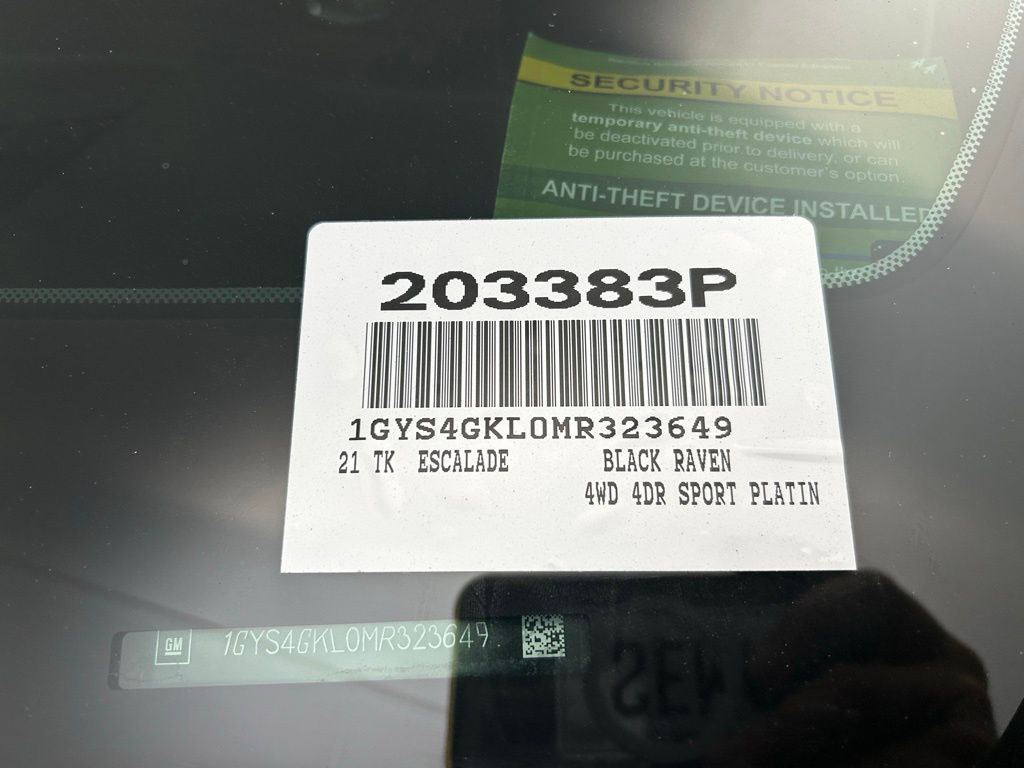 SECURITY NOTICE
This vehicle is equipped with a
temporary anti-theft device which will
be deactivated prior to delivery, or can
be purchased at the customer's option.
ANTI-THEFT DEVICE INSTALLED
203383P
1GYS4GKL0MR323649
21 TK ESCALADE BLACK RAVEN
4WD 4DR SPORT PLATIN
GM 1GYS4GKL0MR323649